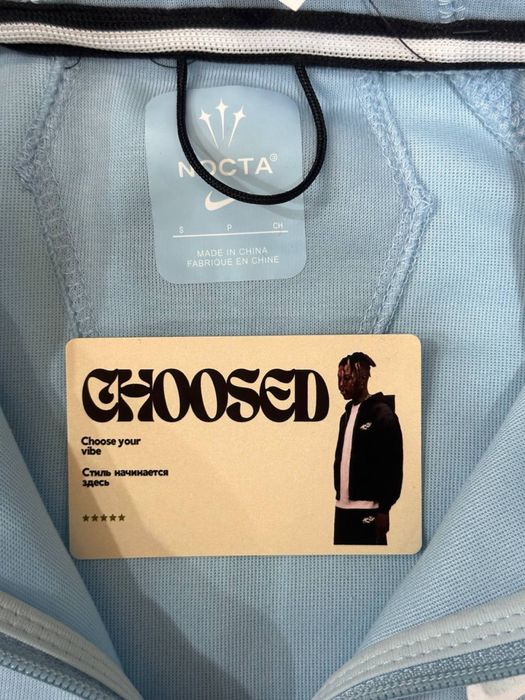 NOCTA®
S P CH
MADE IN CHINA
FABRIQUE EN CHINE
CHOOSED
Choose your
vibe
Стиль начинается
здесь